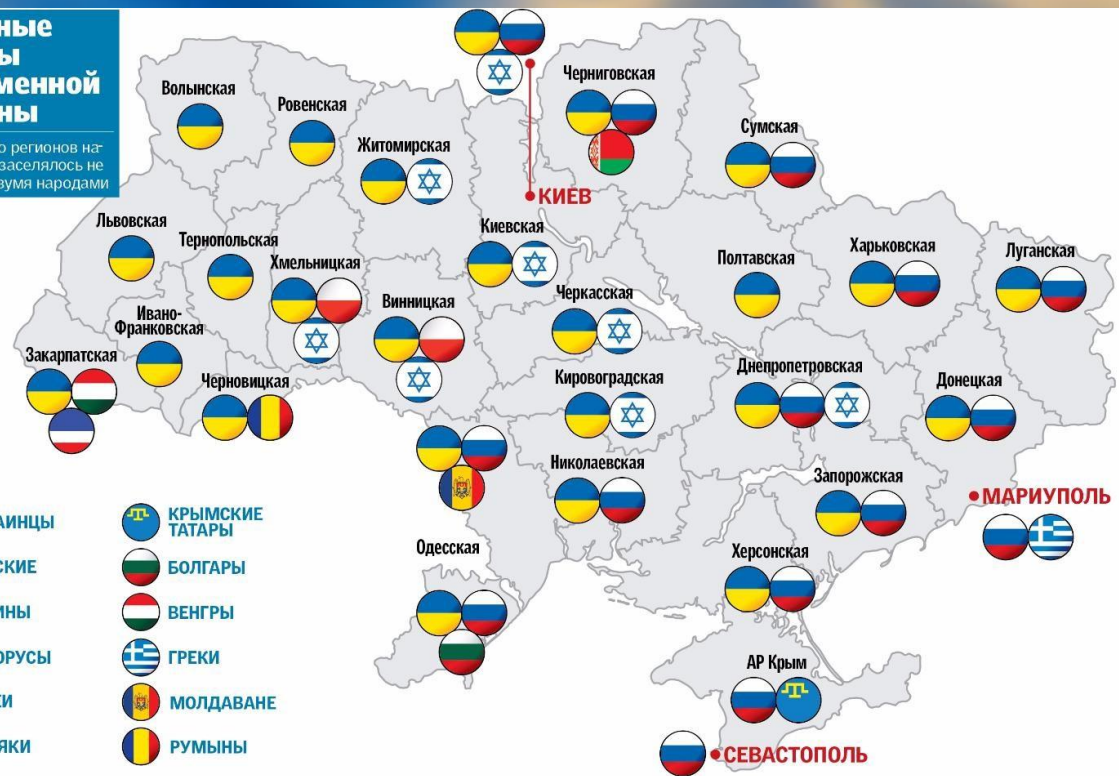 ные
ы
менной
ны
о регионов на-
заселялось не
вумя народами
Волынская
Ровенская
Житомирская
Черниговская
Сумская
КИЕВ
Львовская
Тернопольская
Хмельницкая
Киевская
Полтавская
Харьковская
Луганская
Ивано-
Франковская
Винницкая
Черкасская
Закарпатская
Черновицкая
Кировоградская
Днепропетровская
Донецкая
Николаевская
Запорожская
МАРИУПОЛЬ
Одесская
Херсонская
АР Крым
СЕВАСТОПОЛЬ
АИНЦЫ
СКИЕ
ИНЫ
ОРУСЫ
ЕИ
ЯКИ
КРЫМСКИЕ
ТАТАРЫ
БОЛГАРЫ
ВЕНГРЫ
ГРЕКИ
МОЛДАВАНЕ
РУМЫНЫ